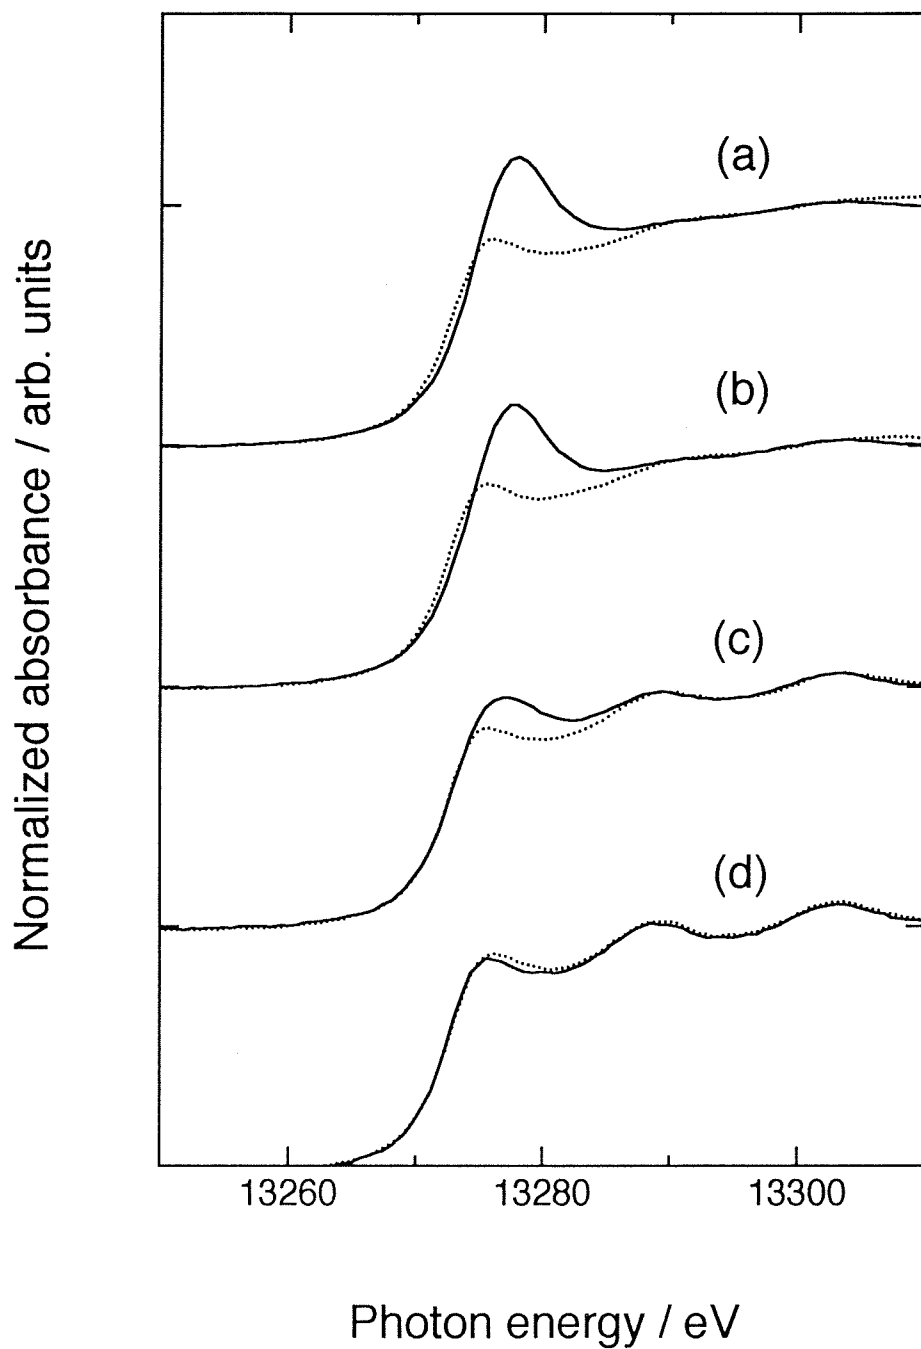 (a)
(b)
(c)
(d)
Normalized absorbance / arb. units
13260 13280 13300
Photon energy / eV